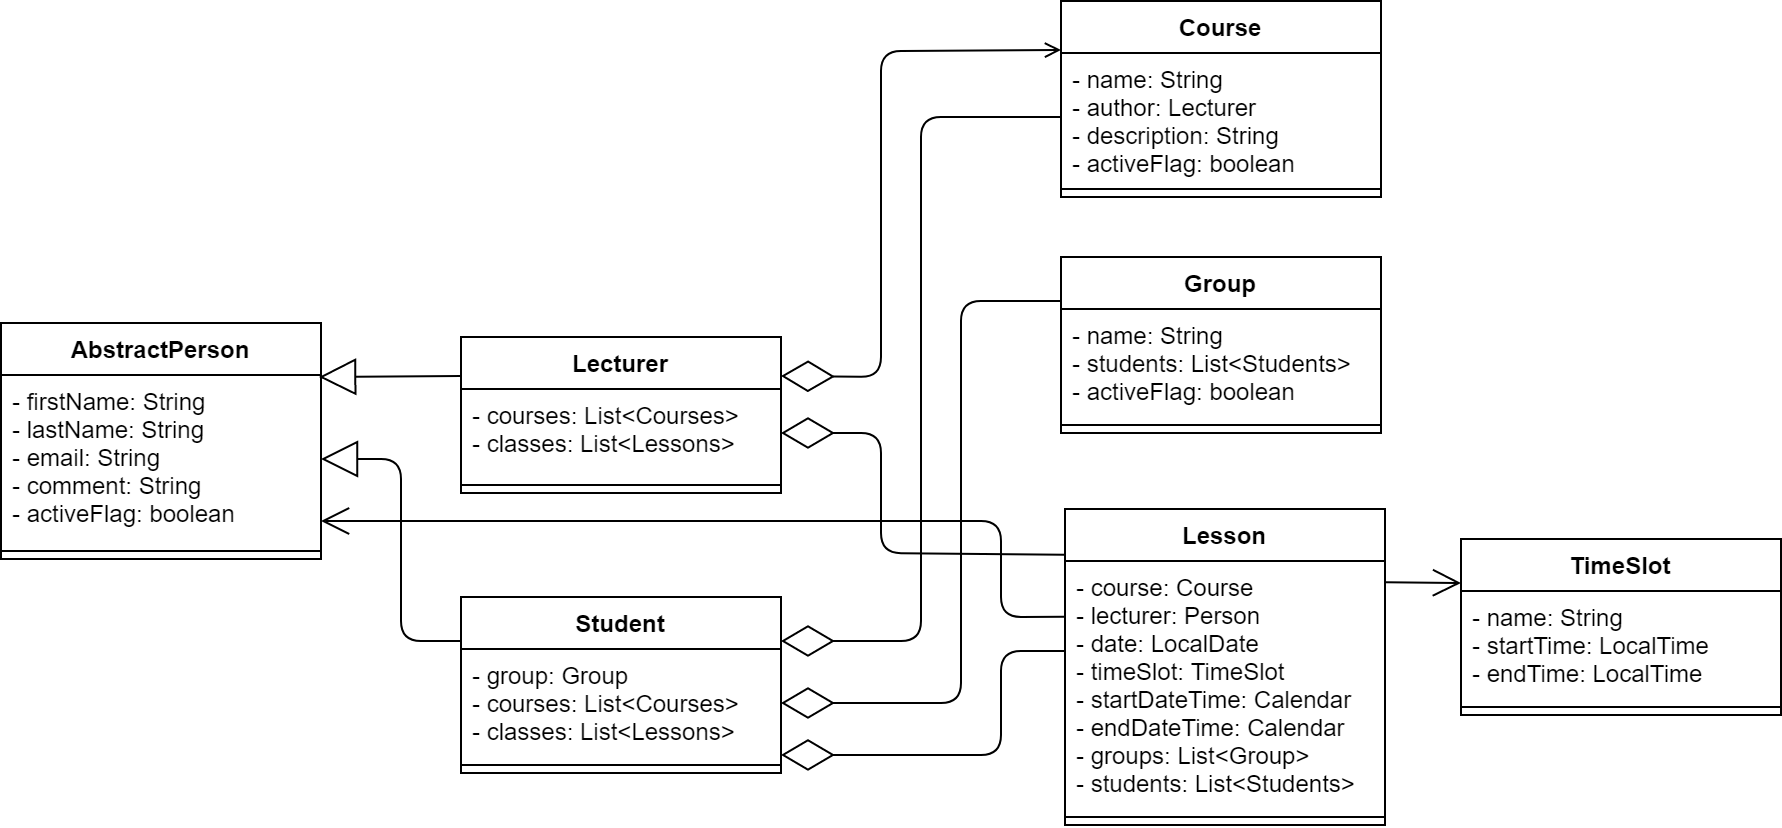 Course
- name: String
- author: Lecturer
- description: String
- activeFlag: boolean
Group
- name: String
- students: List<Students>
- activeFlag: boolean
AbstractPerson
- firstName: String
- lastName: String
- email: String
- comment: String
- activeFlag: boolean
Lecturer
- courses: List<Courses>
- classes: List<Lessons>
Student
- group: Group
- courses: List<Courses>
- classes: List<Lessons>
Lesson
- course: Course
- lecturer: Person
- date: LocalDate
- timeSlot: TimeSlot
- startDateTime: Calendar
- endDateTime: Calendar
- groups: List<Group>
- students: List<Students>
TimeSlot
- name: String
- startTime: LocalTime
- endTime: LocalTime